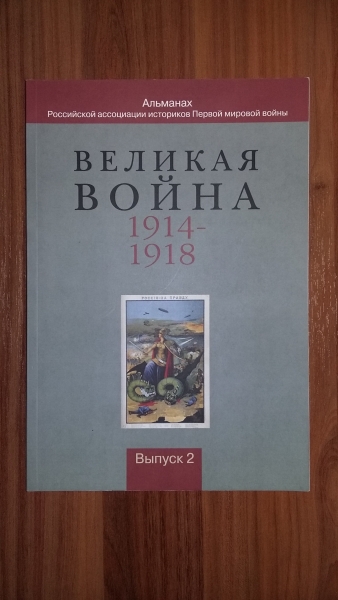 Альманах
Российской ассоциации историков Первой мировой войны
ВЕЛИКАЯ
ВОЙНА
1914-
1918
Выпуск 2